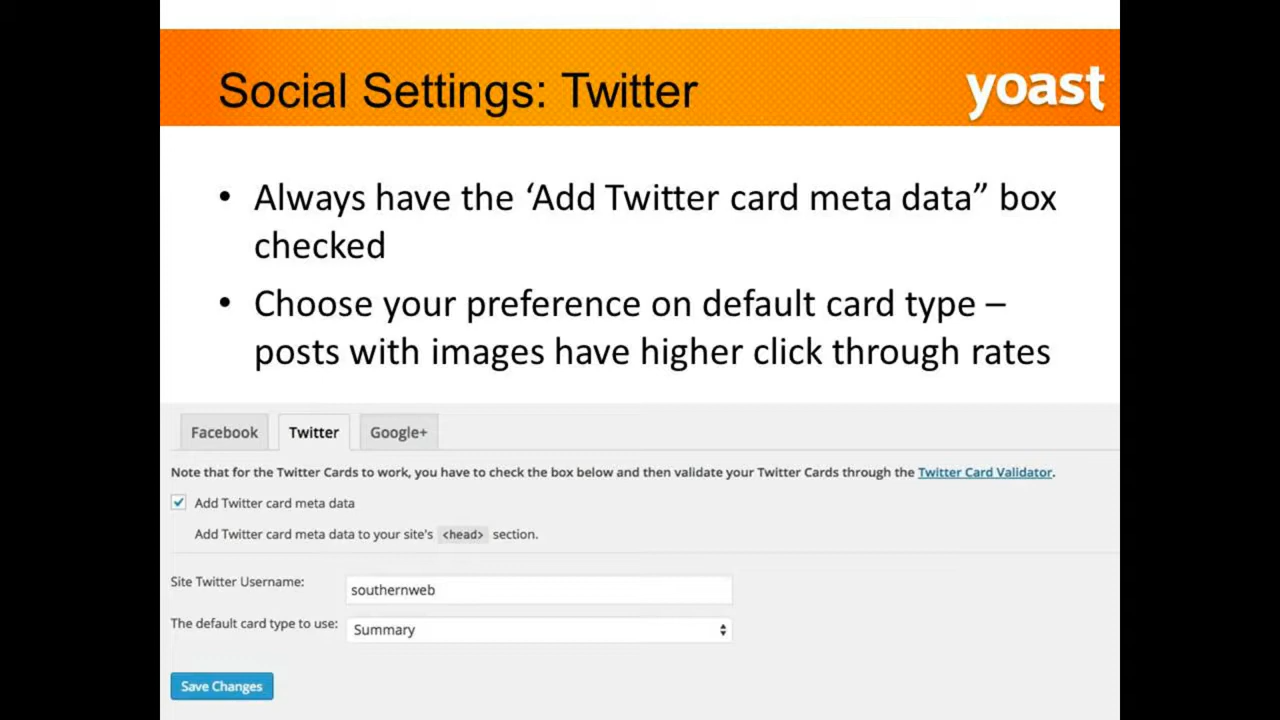 Social Settings: Twitter
yoast
• Always have the ‘Add Twitter card meta data” box
checked
• Choose your preference on default card type –
posts with images have higher click through rates
Facebook Twitter Google+
Note that for the Twitter Cards to work, you have to check the box below and then validate your Twitter Cards through the Twitter Card Validator.
Add Twitter card meta data
Add Twitter card meta data to your site's <head> section.
Site Twitter Username: southernweb
The default card type to use: Summary
Save Changes